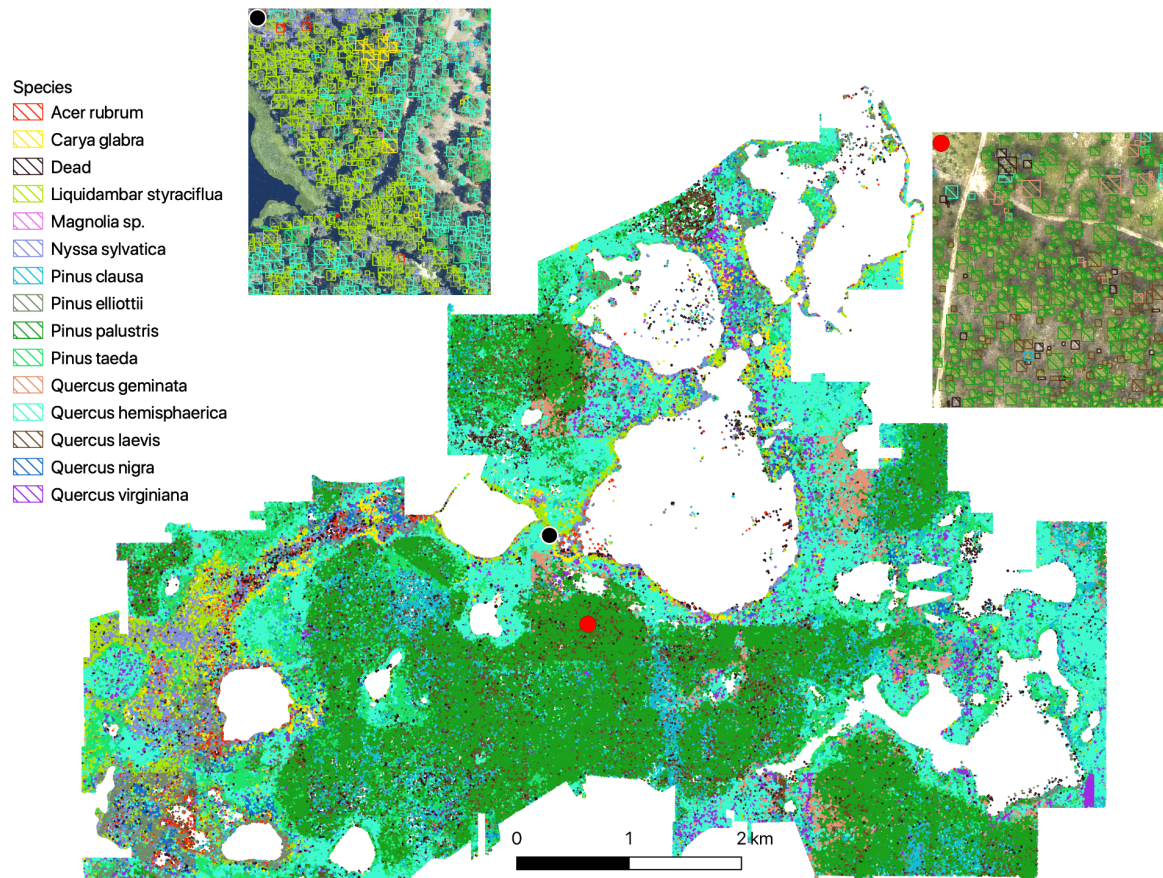 Species
Acer rubrum
Carya glabra
Dead
Liquidambar styraciflua
Magnolia sp.
Nyssa sylvatica
Pinus clausa
Pinus elliottii
Pinus palustris
Pinus taeda
Quercus geminata
Quercus hemisphaerica
Quercus laevis
Quercus nigra
Quercus virginiana
0 1 2 km